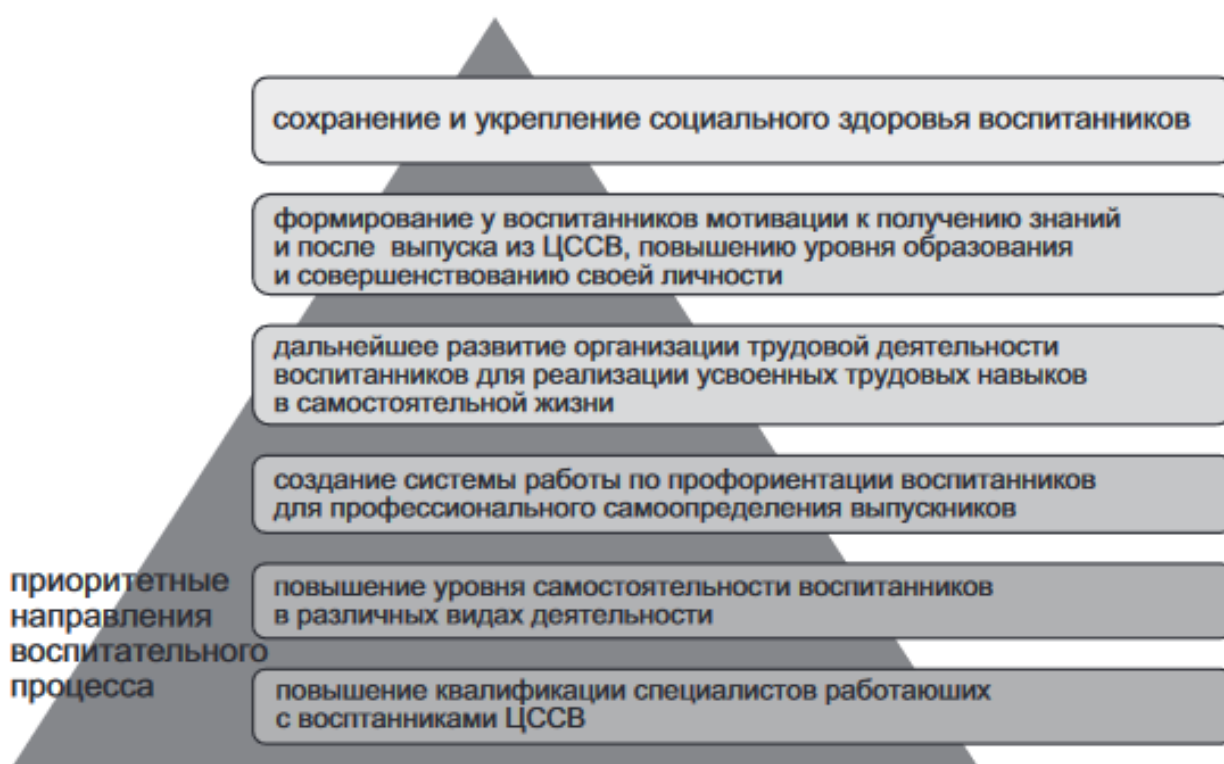 сохранение и укрепление социального здоровья воспитанников
формирование у воспитанников мотивации к получению знаний
и после выпуска из ЦССВ, повышению уровня образования
и совершенствованию своей личности
дальнейшее развитие организации трудовой деятельности
воспитанников для реализации усвоенных трудовых навыков
в самостоятельной жизни
создание системы работы по профориентации воспитанников
для профессионального самоопределения выпускников
приоритетные
направления
воспитательного
процесса
повышение уровня самостоятельности воспитанников
в различных видах деятельности
повышение квалификации специалистов работаюших
с восптанниками ЦССВ